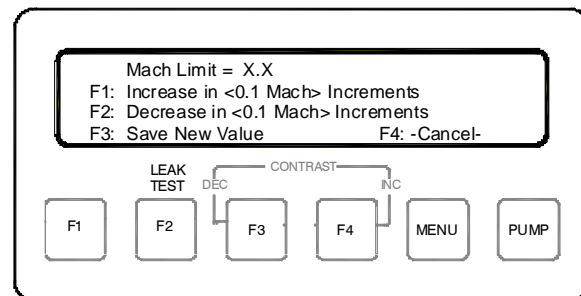 Mach Limit = X.X
F1: Increase in <0.1 Mach> Increments
F2: Decrease in <0.1 Mach> Increments
F3: Save New Value F4: -Cancel-
LEAK TEST
DEC CONTRAST INC
F1 F2 F3 F4 MENU PUMP